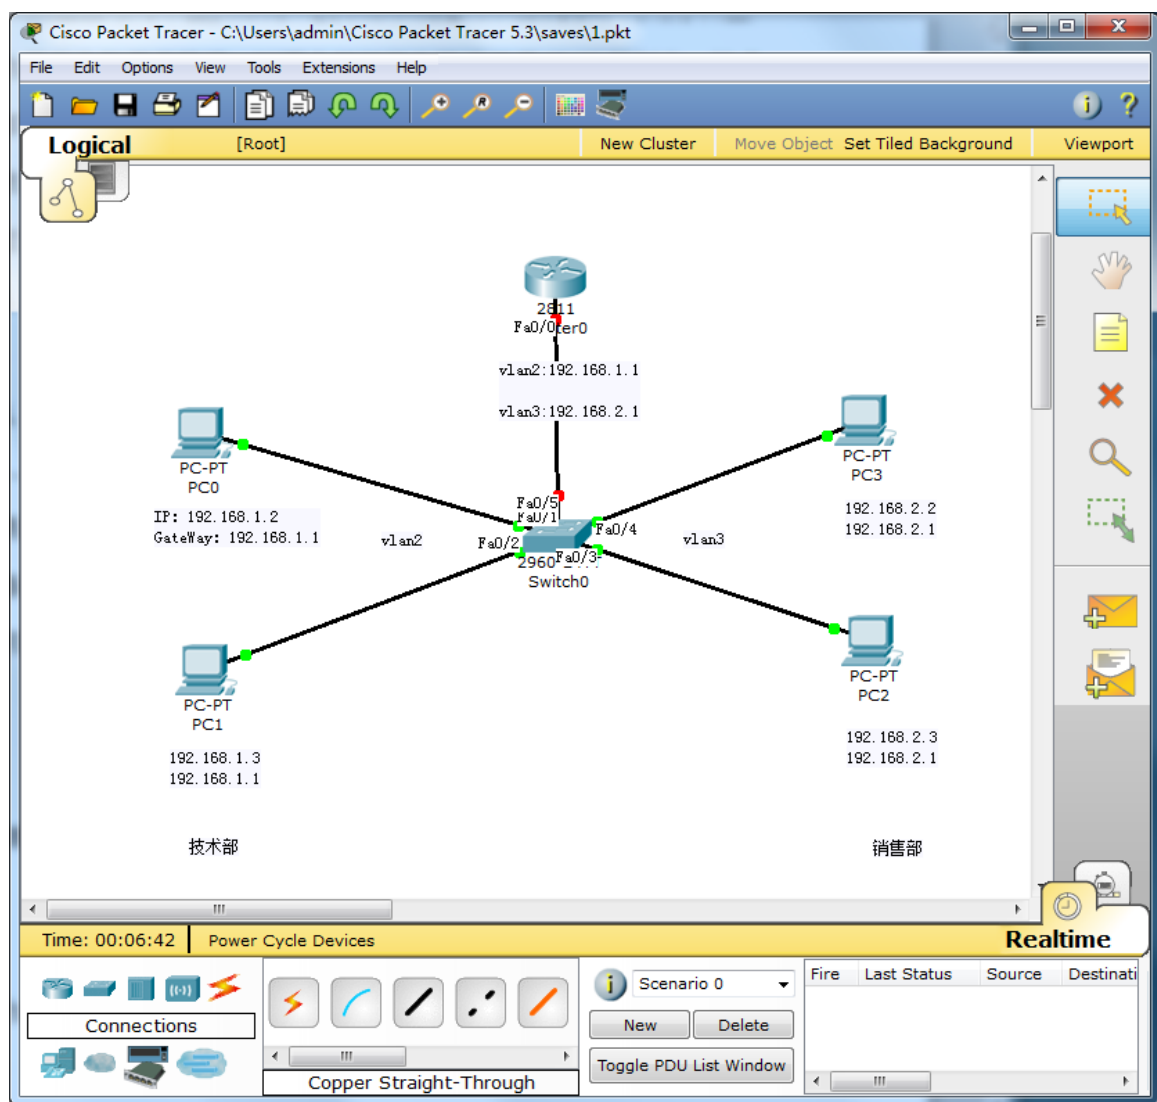 Cisco Packet Tracer - C:\Users\admin\Cisco Packet Tracer 5.3\saves\1.pkt
File Edit Options View Tools Extensions Help
Logical [Root] New Cluster Move Object Set Tiled Background Viewport
2811
Fa0/0
ter0
vlan2:192.168.1.1
vlan3:192.168.2.1
PC-PT
PC0
IP: 192.168.1.2
GateWay: 192.168.1.1
vlan2
PC-PT
PC3
192.168.2.2
192.168.2.1
vlan3
Fa0/5
Fa0/1
Fa0/4
Fa0/2
Fa0/3
2960
Switch0
PC-PT
PC1
192.168.1.3
192.168.1.1
技术部
PC-PT
PC2
192.168.2.3
192.168.2.1
销售部
Time: 00:06:42 Power Cycle Devices Realtime
Connections
Copper Straight-Through
Scenario 0
New Delete
Toggle PDU List Window
Fire Last Status Source Destinati